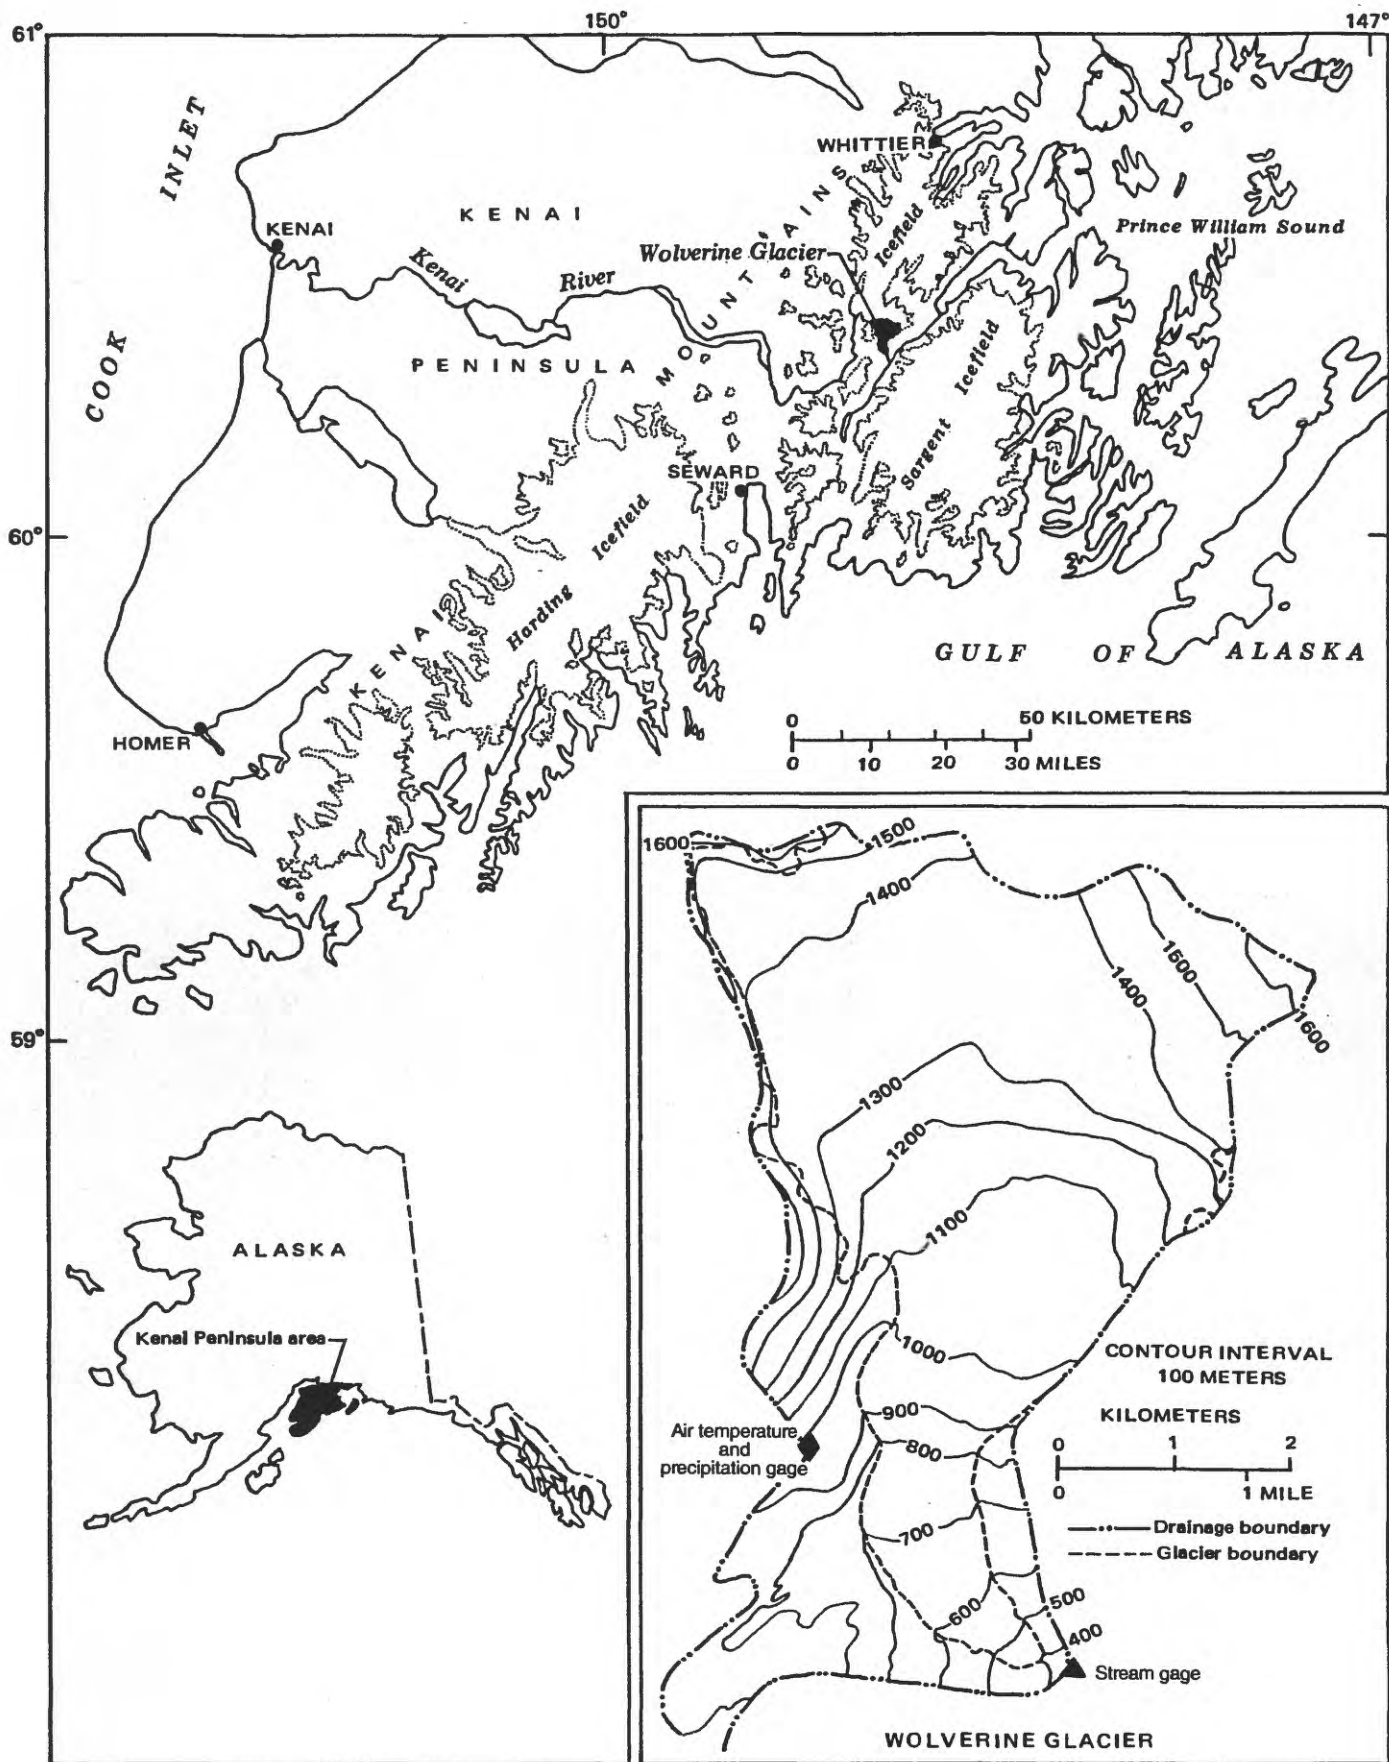 150°
147°
61°
COOK INLET
WHITTIER
KENAI
KENAI
Prince William Sound
Icefield
Wolverine Glacier
Kenai River
MOUNTAINS
PENINSULA
Sargent Icefield
SEWARD
60°
Harding Icefield
KENAI
GULF OF ALASKA
0 50 KILOMETERS
0 10 20 30 MILES
HOMER
59°
ALASKA
Kenai Peninsula area
1600
1500
1400
1400
1500
1600
1300
1200
1100
1000
CONTOUR INTERVAL
100 METERS
900
KILOMETERS
0 1 2
0 1 MILE
Air temperature
and
precipitation gage
800
Drainage boundary
Glacier boundary
700
600
500
400
Stream gage
WOLVERINE GLACIER